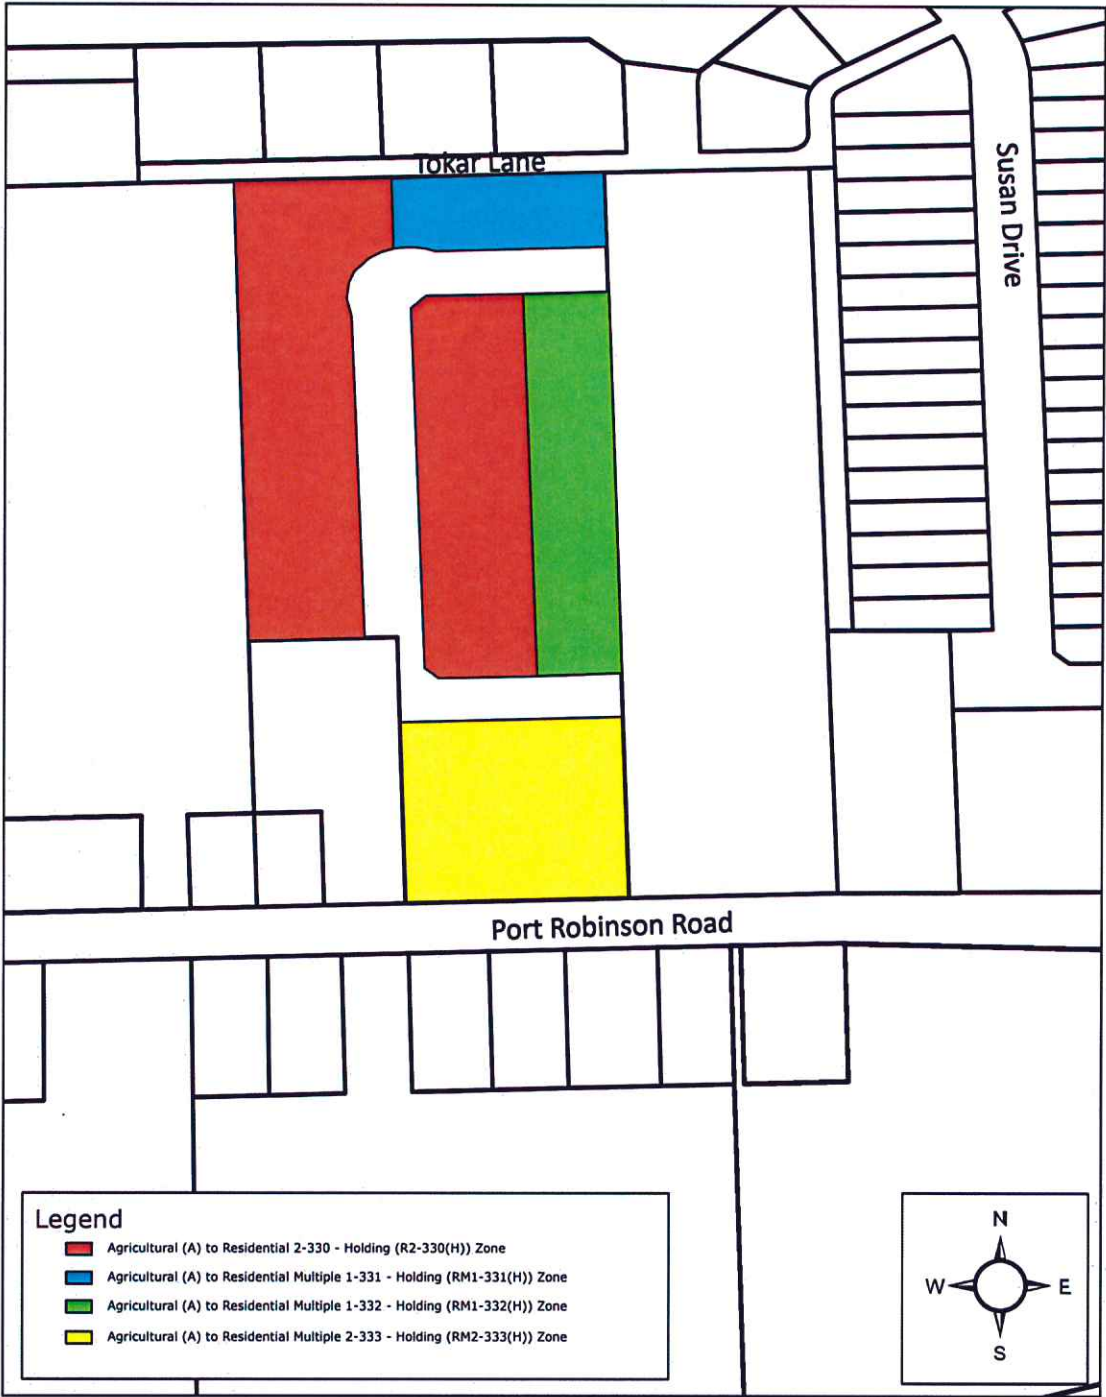 Tokar Lane
Susan Drive
Port Robinson Road
Legend
Agricultural (A) to Residential 2-330 - Holding (R2-330(H)) Zone
Agricultural (A) to Residential Multiple 1-331 - Holding (RM1-331(H)) Zone
Agricultural (A) to Residential Multiple 1-332 - Holding (RM1-332(H)) Zone
Agricultural (A) to Residential Multiple 2-333 - Holding (RM2-333(H)) Zone
N
W E
S